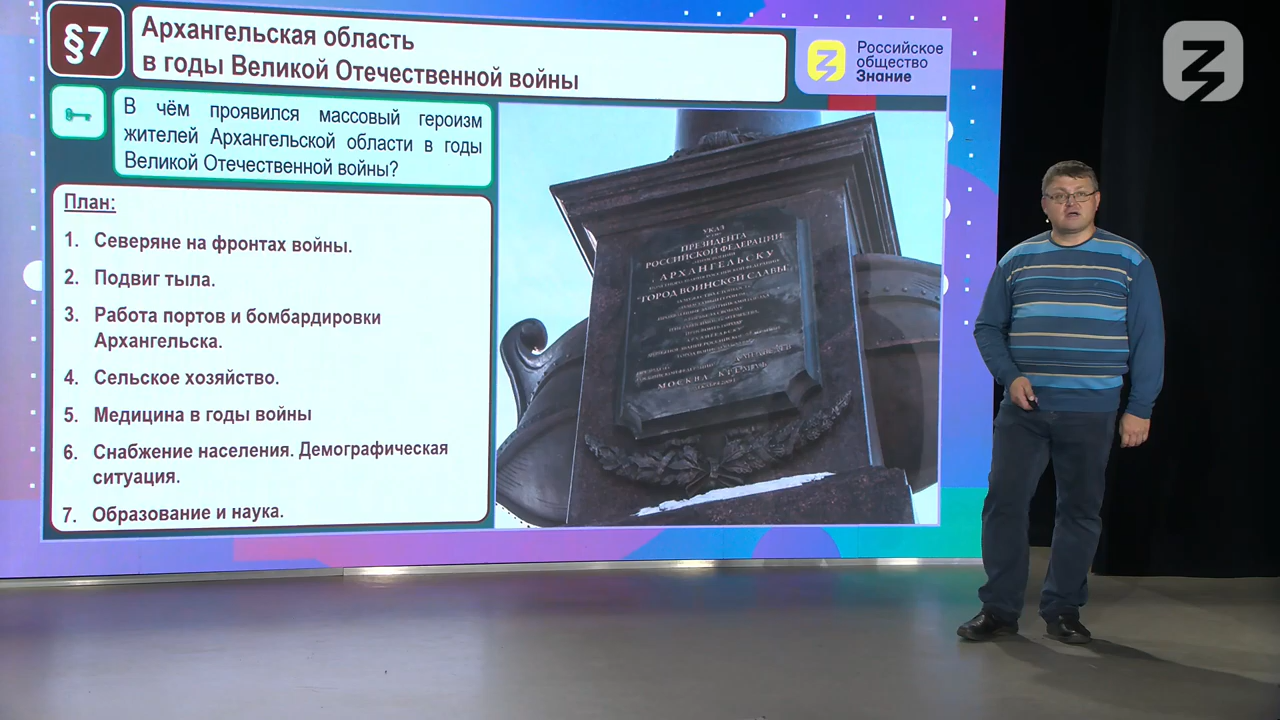 §7
Архангельская область
в годы Великой Отечественной войны
Российское
общество
Знание
В чём проявился массовый героизм
жителей Архангельской области в годы
Великой Отечественной войны?
План:
1. Северяне на фронтах войны.
2. Подвиг тыла.
3. Работа портов и бомбардировки
Архангельска.
4. Сельское хозяйство.
5. Медицина в годы войны
6. Снабжение населения. Демографическая
ситуация.
7. Образование и наука.
УКАЗ
ПРЕЗИДЕНТА
РОССИЙСКОЙ ФЕДЕРАЦИИ
АРХАНГЕЛЬСКУ
"ГОРОД ВОИНСКОЙ СЛАВЫ"
МОСКВА КРЕМЛЬ